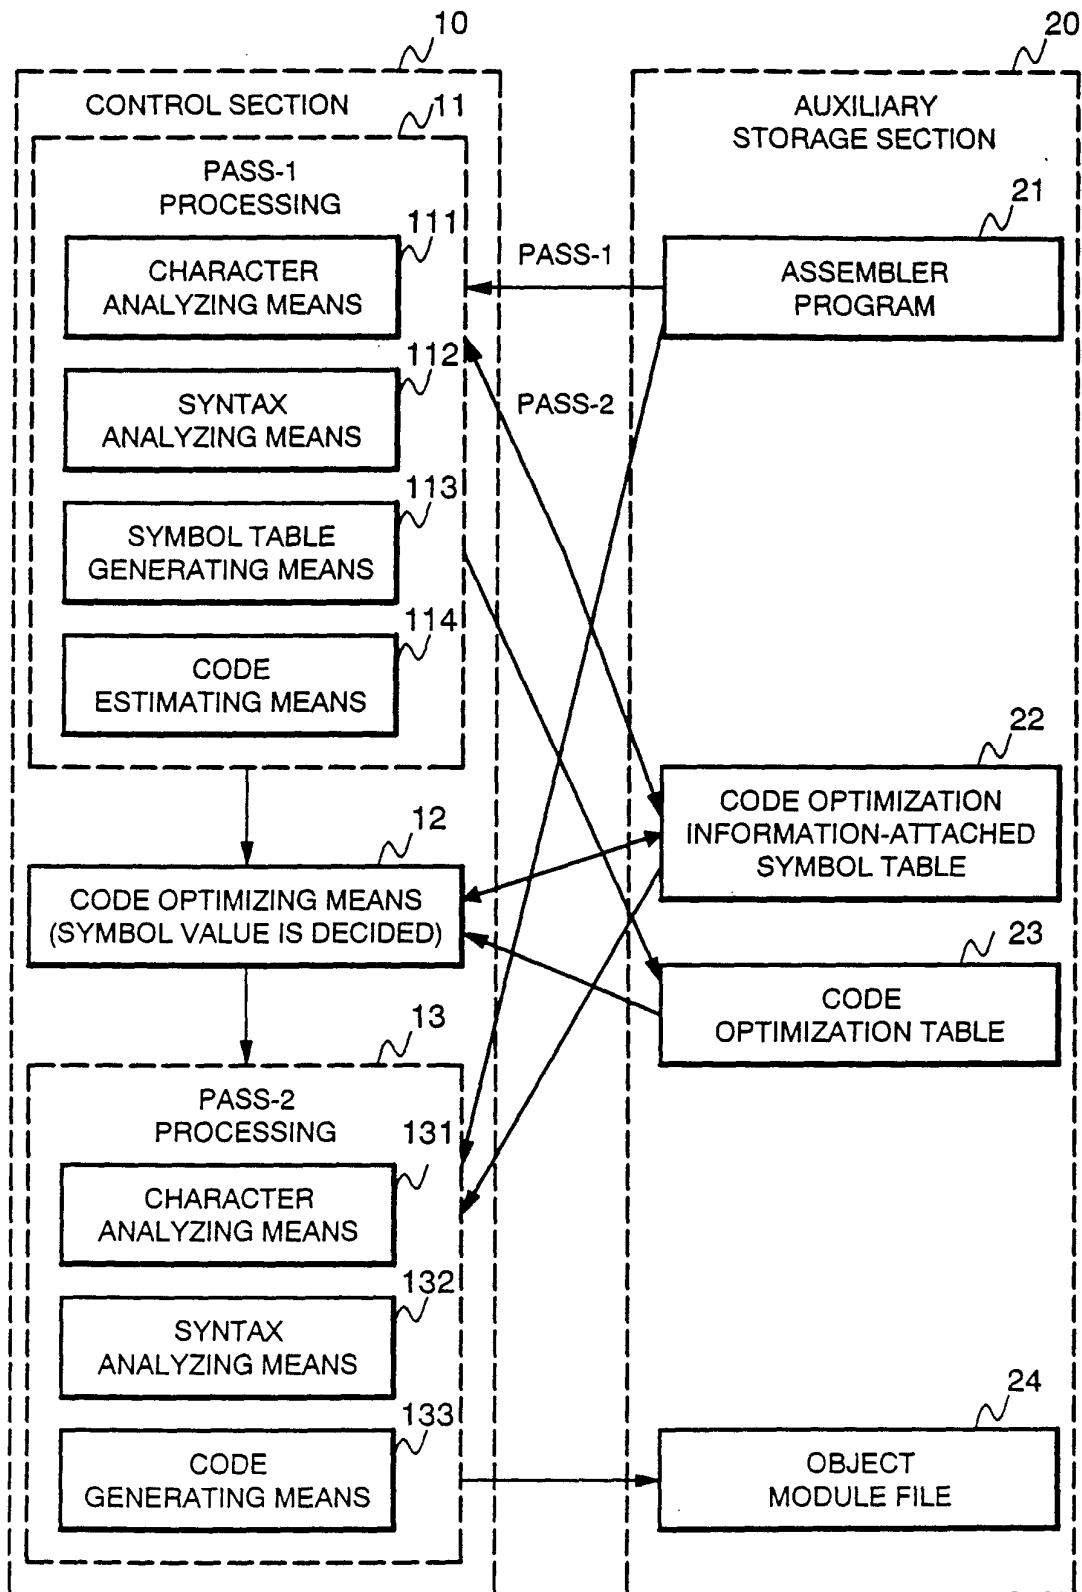 10
20
CONTROL SECTION
11
AUXILIARY
STORAGE SECTION
PASS-1
PROCESSING
111
CHARACTER
ANALYZING MEANS
PASS-1
21
ASSEMBLER
PROGRAM
112
SYNTAX
ANALYZING MEANS
PASS-2
113
SYMBOL TABLE
GENERATING MEANS
114
CODE
ESTIMATING MEANS
22
CODE OPTIMIZATION
INFORMATION-ATTACHED
SYMBOL TABLE
12
CODE OPTIMIZING MEANS
(SYMBOL VALUE IS DECIDED)
23
CODE
OPTIMIZATION TABLE
13
PASS-2
PROCESSING
131
CHARACTER
ANALYZING MEANS
132
SYNTAX
ANALYZING MEANS
133
CODE
GENERATING MEANS
24
OBJECT
MODULE FILE